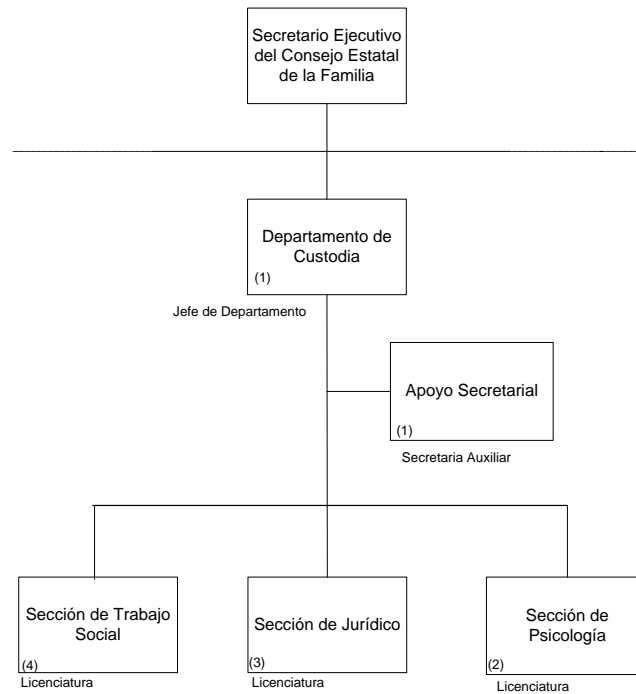 Secretario Ejecutivo
del Consejo Estatal
de la Familia
Departamento de
Custodia
(1)
Jefe de Departamento
Apoyo Secretarial
(1)
Secretaria Auxiliar
Sección de Trabajo
Social
(4)
Licenciatura
Sección de Jurídico
(3)
Licenciatura
Sección de
Psicología
(2)
Licenciatura